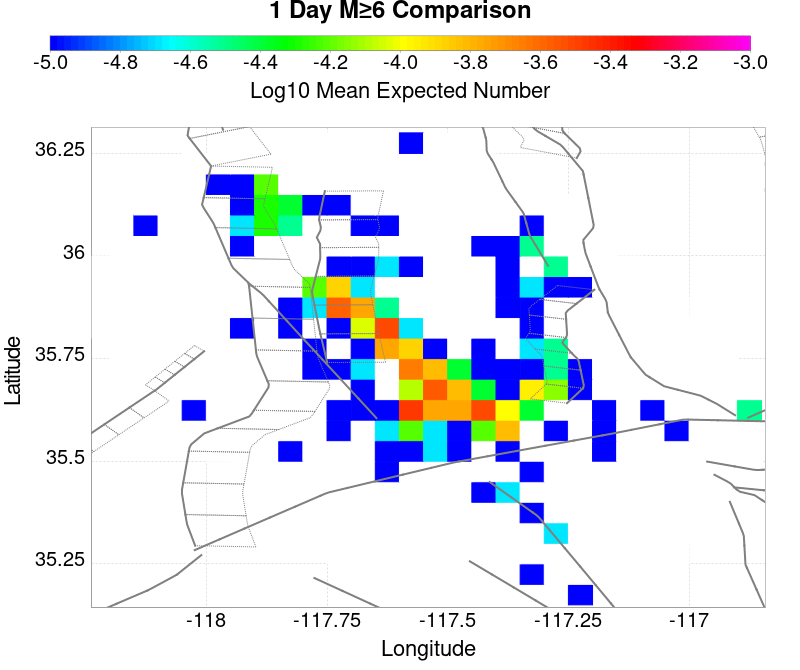 1 Day M≥6 Comparison
-5.0 -4.8 -4.6 -4.4 -4.2 -4.0 -3.8 -3.6 -3.4 -3.2 -3.0
Log10 Mean Expected Number
36.25
36
35.75
35.5
35.25
Latitude
-118 -117.75 -117.5 -117.25 -117
Longitude